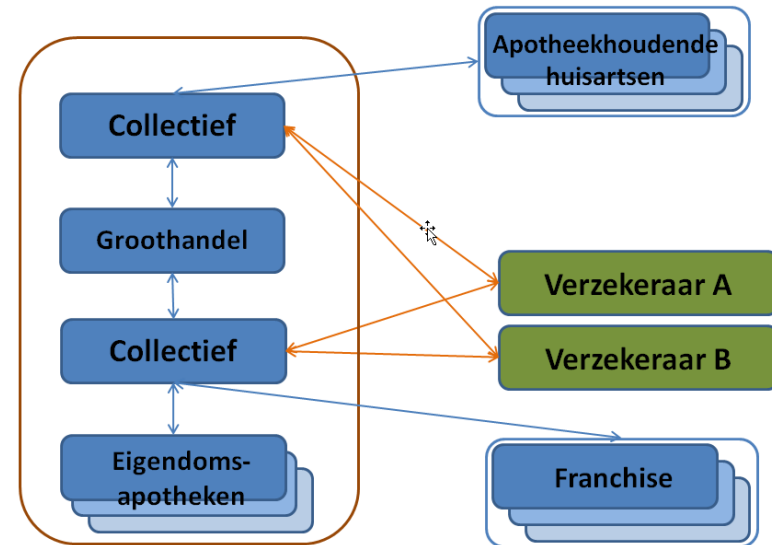 Apotheekhoudende
huisartsen
Collectief
Groothandel
Verzekeraar A
Collectief
Verzekeraar B
Eigendoms-
apotheken
Franchise